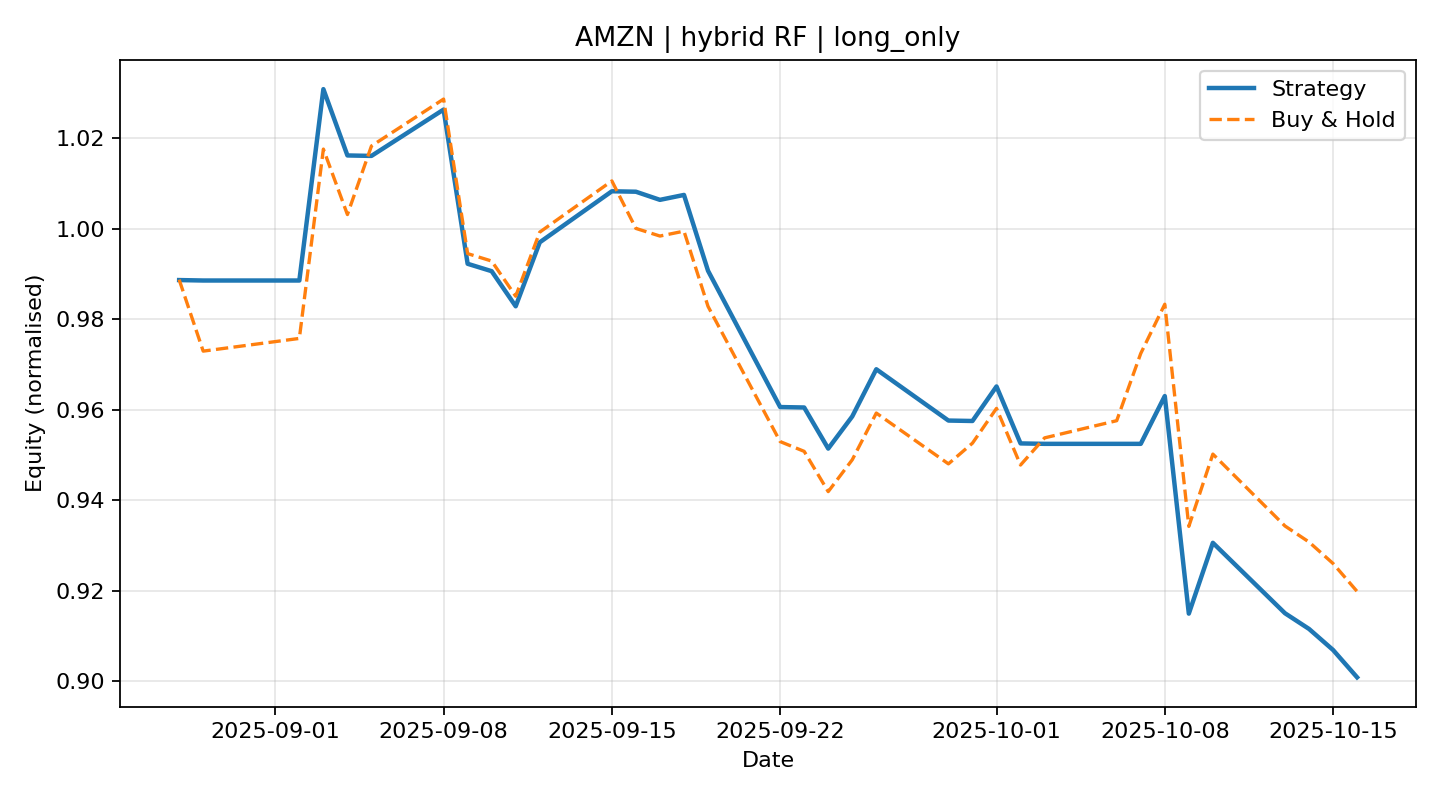 AMZN | hybrid RF | long_only
Strategy
Buy & Hold
Equity (normalised)
1.02
1.00
0.98
0.96
0.94
0.92
0.90
2025-09-01 2025-09-08 2025-09-15 2025-09-22 2025-10-01 2025-10-08 2025-10-15
Date